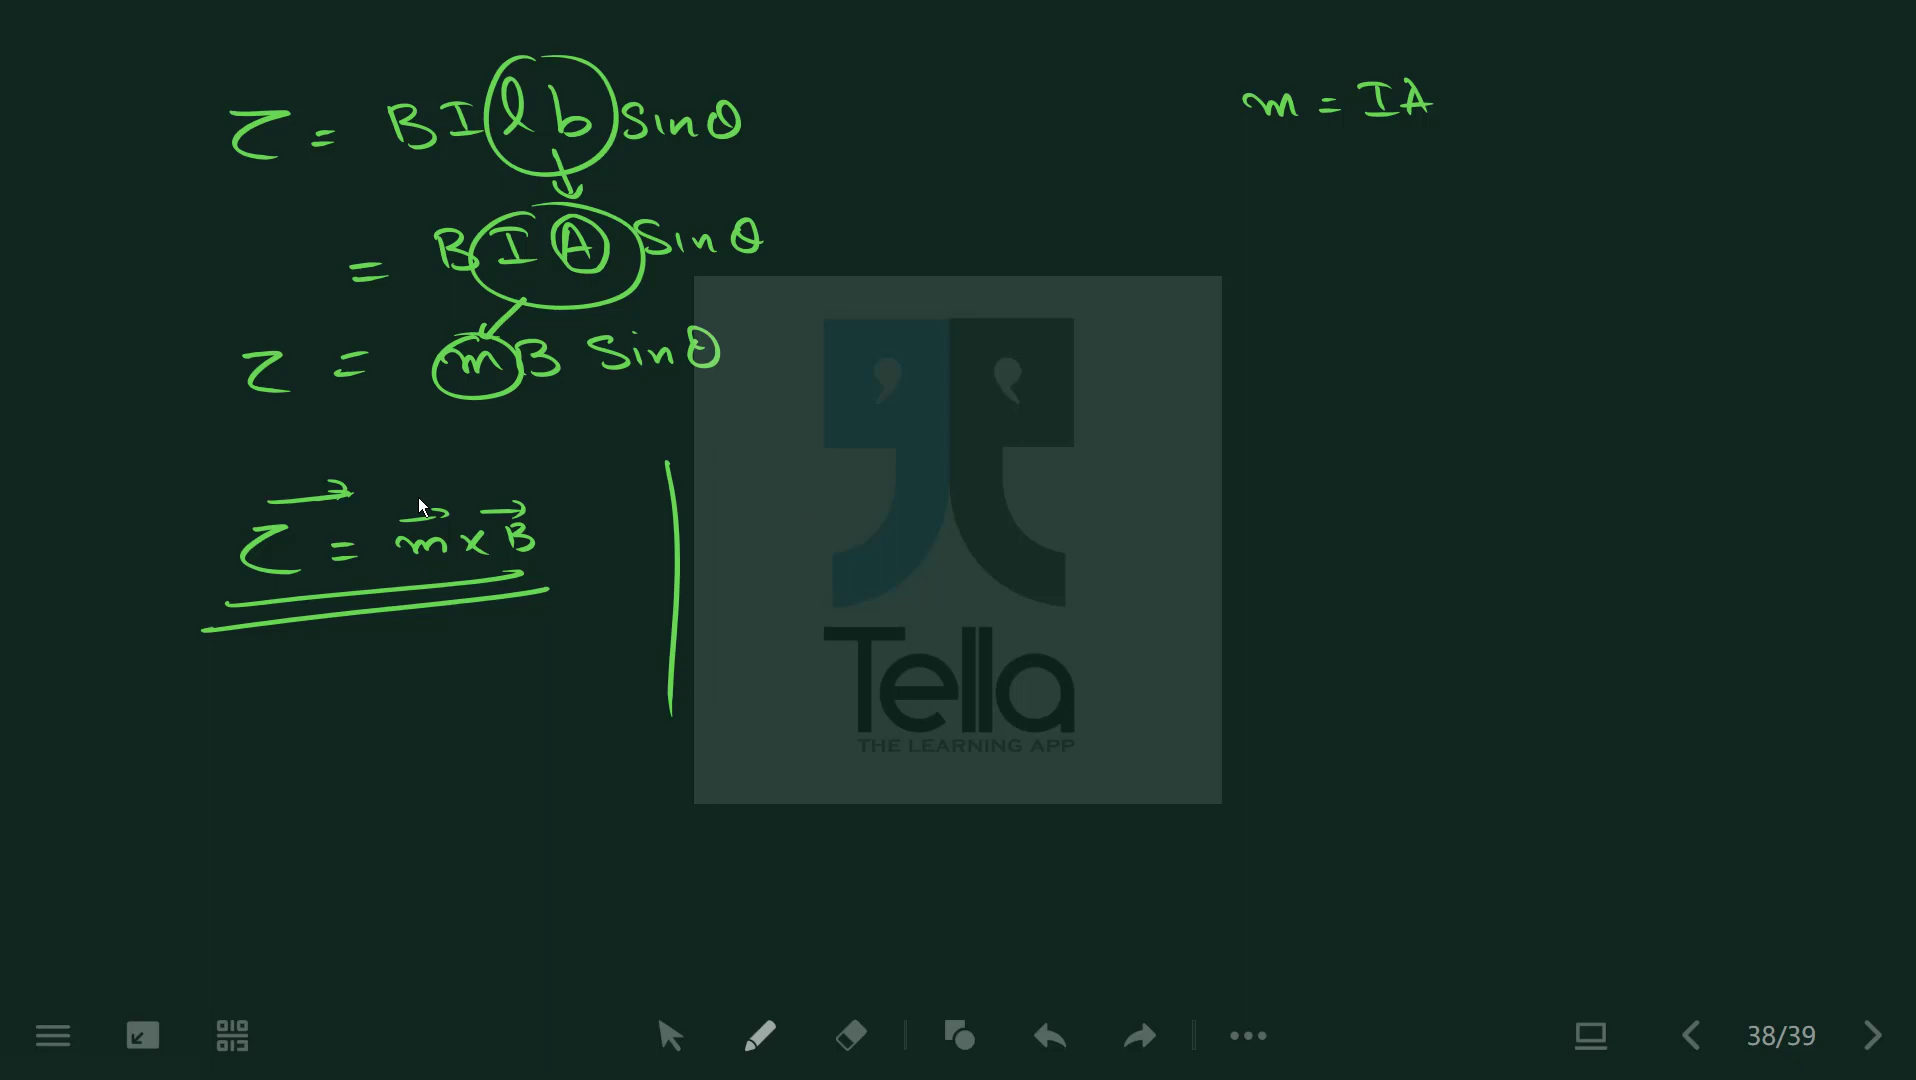 τ = BIlb Sinθ
m = IA
= BIA Sinθ
τ = mB Sinθ
τ⃗ = m⃗ × B⃗
Tella
THE LEARNING APP
38/39